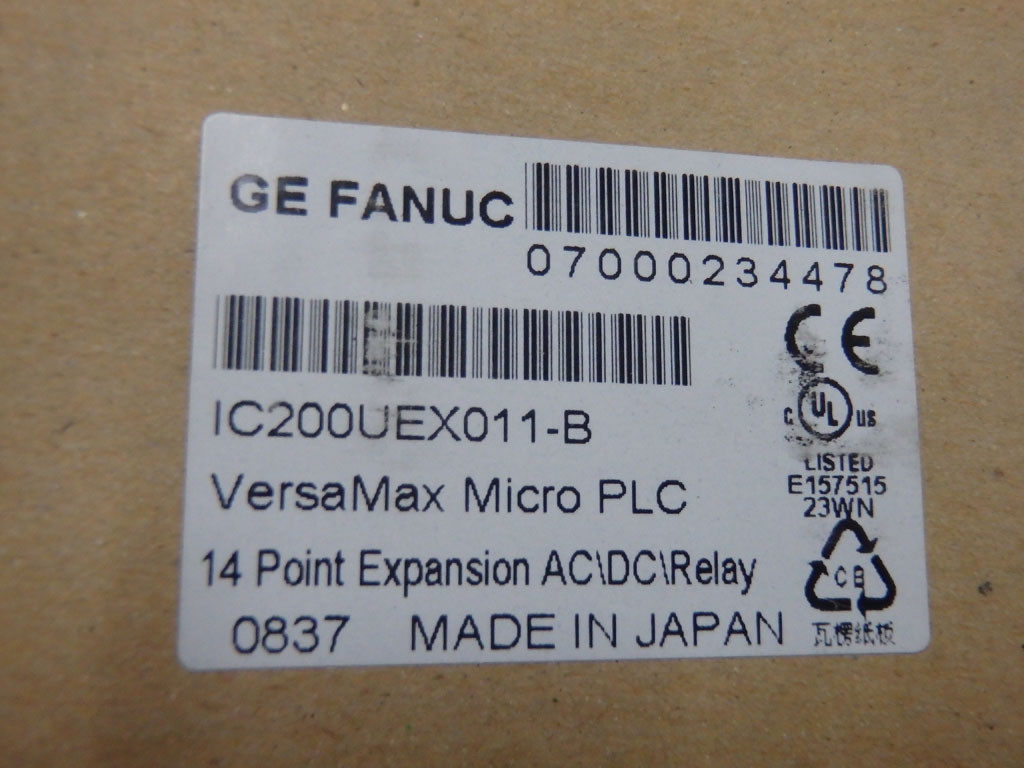 GE FANUC
07000234478
IC200UEX011-B
VersaMax Micro PLC
14 Point Expansion AC\DC\Relay
0837 MADE IN JAPAN
CE
C UL US
LISTED
E157515
23WN
CB
瓦楞纸板